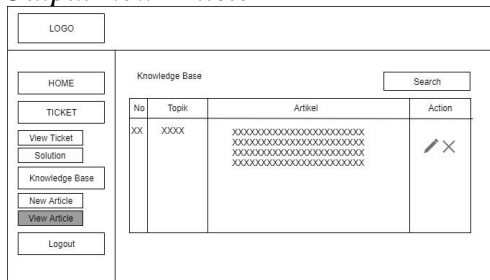 LOGO
HOME
TICKET
View Ticket
Solution
Knowledge Base
New Article
View Article
Logout
Knowledge Base
Search
No Topik Artikel Action
XX XXXX XXXXXXXXXXXXXXXXXXXXXXXX
XXXXXXXXXXXXXXXXXXXXXXXX
XXXXXXXXXXXXXXXXXXXXXXXX
XXXXXXXXXXXXXXXXXXXXXXXX